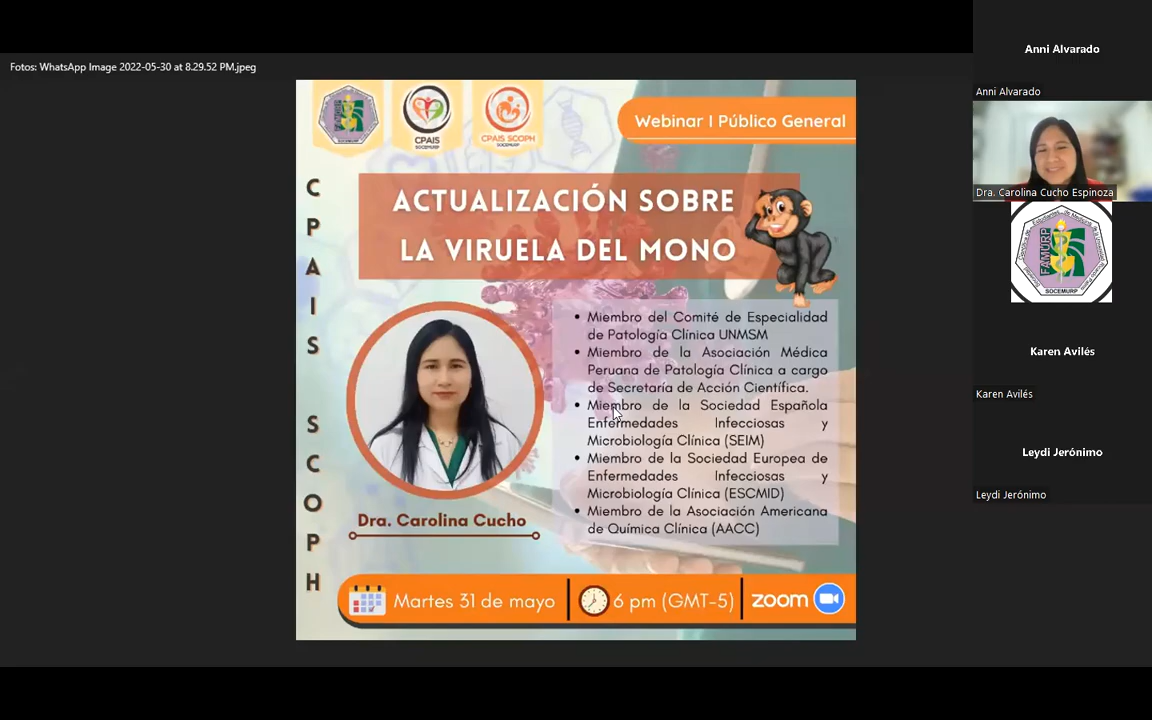 Fotos: WhatsApp Image 2022-05-30 at 8.29.52 PM.jpeg
SOCEMURP
CPAIS
SOCEMURP
CPAIS SCOPH
SOCEMURP
Webinar I Público General
CPAIS SCOPH
ACTUALIZACIÓN SOBRE
LA VIRUELA DEL MONO
• Miembro del Comité de Especialidad
de Patología Clínica UNMSM
• Miembro de la Asociación Médica
Peruana de Patología Clínica a cargo
de Secretaría de Acción Científica.
• Miembro de la Sociedad Española
Enfermedades Infecciosas y
Microbiología Clínica (SEIM)
• Miembro de la Sociedad Europea de
Enfermedades Infecciosas y
Microbiología Clínica (ESCMID)
• Miembro de la Asociación Americana
de Química Clínica (AACC)
Dra. Carolina Cucho
Martes 31 de mayo
6 pm (GMT-5)
zoom
Anni Alvarado
Anni Alvarado
Dra. Carolina Cucho Espinoza
FAMURP
SOCEMURP
Karen Avilés
Karen Avilés
Leydi Jerónimo
Leydi Jerónimo